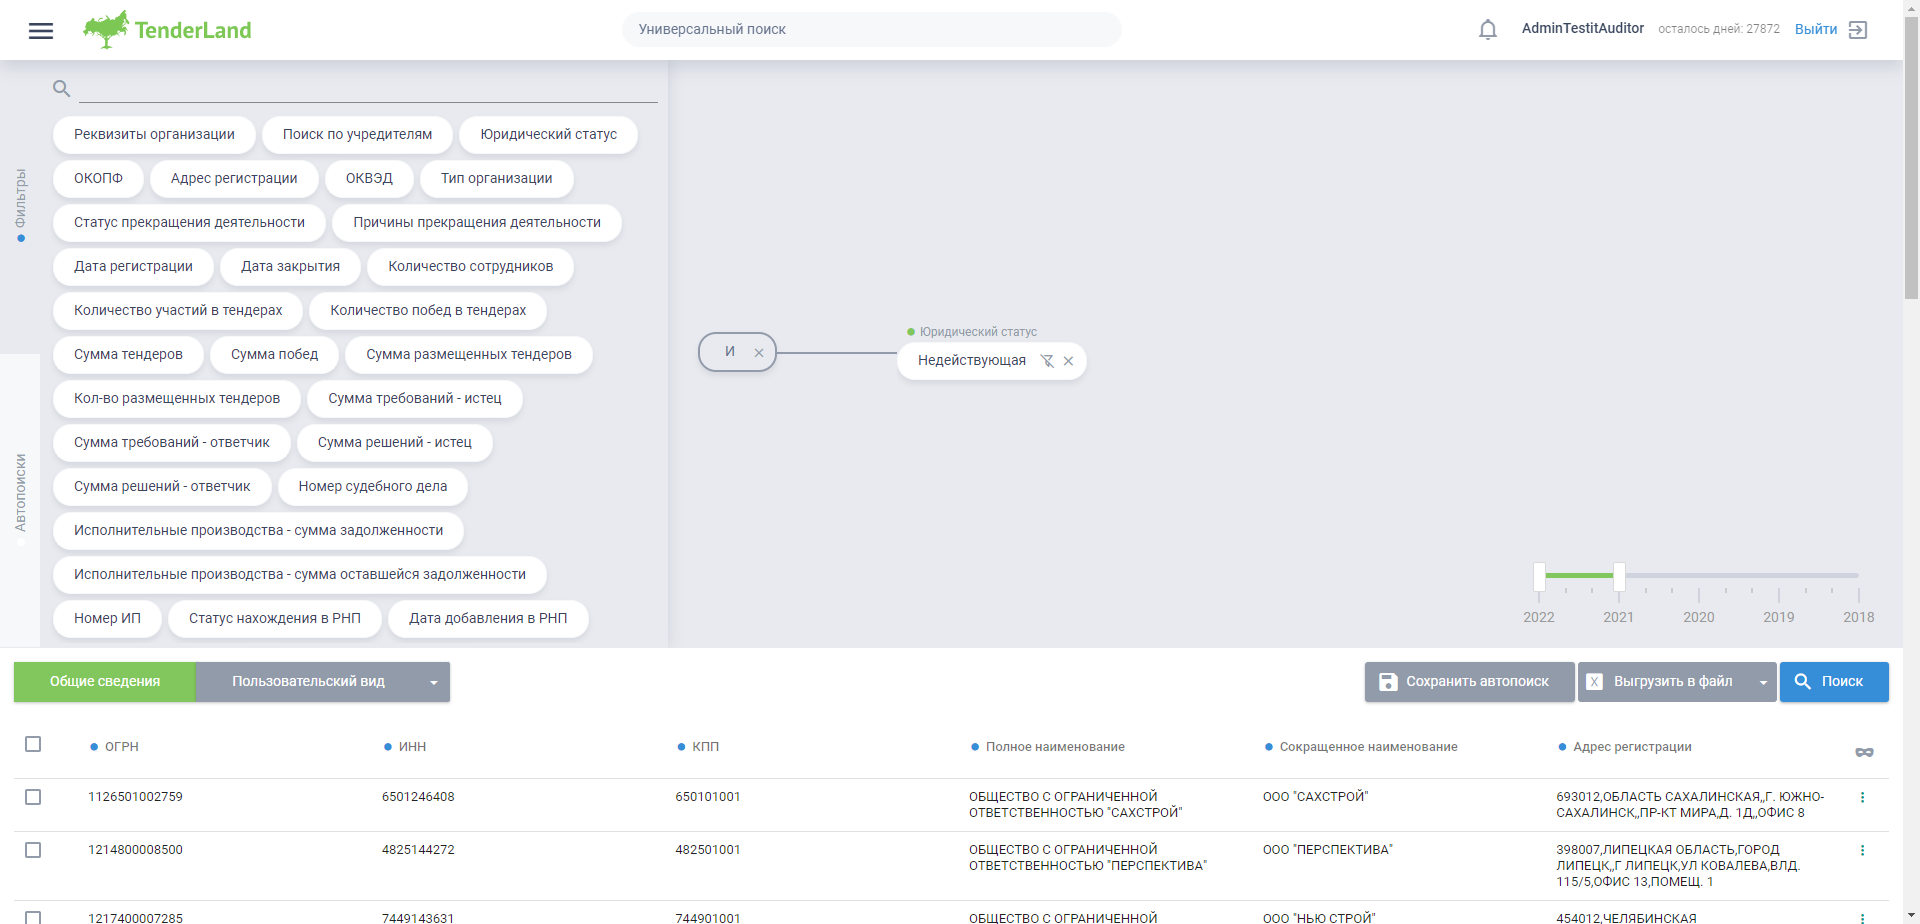 TenderLand
Универсальный поиск
AdminTestitAuditor
осталось дней: 27872
Выйти
Фильтры
Автопоиски
Реквизиты организации
Поиск по учредителям
Юридический статус
ОКОПФ
Адрес регистрации
ОКВЭД
Тип организации
Статус прекращения деятельности
Причины прекращения деятельности
Дата регистрации
Дата закрытия
Количество сотрудников
Количество участий в тендерах
Количество побед в тендерах
Сумма тендеров
Сумма побед
Сумма размещенных тендеров
Кол-во размещенных тендеров
Сумма требований - истец
Сумма требований - ответчик
Сумма решений - истец
Сумма решений - ответчик
Номер судебного дела
Исполнительные производства - сумма задолженности
Исполнительные производства - сумма оставшейся задолженности
Номер ИП
Статус нахождения в РНП
Дата добавления в РНП
И
Юридический статус
Недействующая
2022
2021
2020
2019
2018
Общие сведения
Пользовательский вид
Сохранить автопоиск
X
Выгрузить в файл
Поиск
ОГРН
ИНН
КПП
Полное наименование
Сокращенное наименование
Адрес регистрации
1126501002759
6501246408
650101001
ОБЩЕСТВО С ОГРАНИЧЕННОЙ
ОТВЕТСТВЕННОСТЬЮ "САХСТРОЙ"
ООО "САХСТРОЙ"
693012,ОБЛАСТЬ САХАЛИНСКАЯ,,Г. ЮЖНО-
САХАЛИНСК,,ПР-КТ МИРА,Д. 1Д,,ОФИС 8
1214800008500
4825144272
482501001
ОБЩЕСТВО С ОГРАНИЧЕННОЙ
ОТВЕТСТВЕННОСТЬЮ "ПЕРСПЕКТИВА"
ООО "ПЕРСПЕКТИВА"
398007,ЛИПЕЦКАЯ ОБЛАСТЬ,ГОРОД
ЛИПЕЦК,,Г ЛИПЕЦК,УЛ КОВАЛЕВА,ВЛД.
115/5,ОФИС 13,ПОМЕЩ. 1
1217400007285
7449143631
744901001
ОБЩЕСТВО С ОГРАНИЧЕННОЙ
ООО "НЬЮ СТРОЙ"
454012,ЧЕЛЯБИНСКАЯ